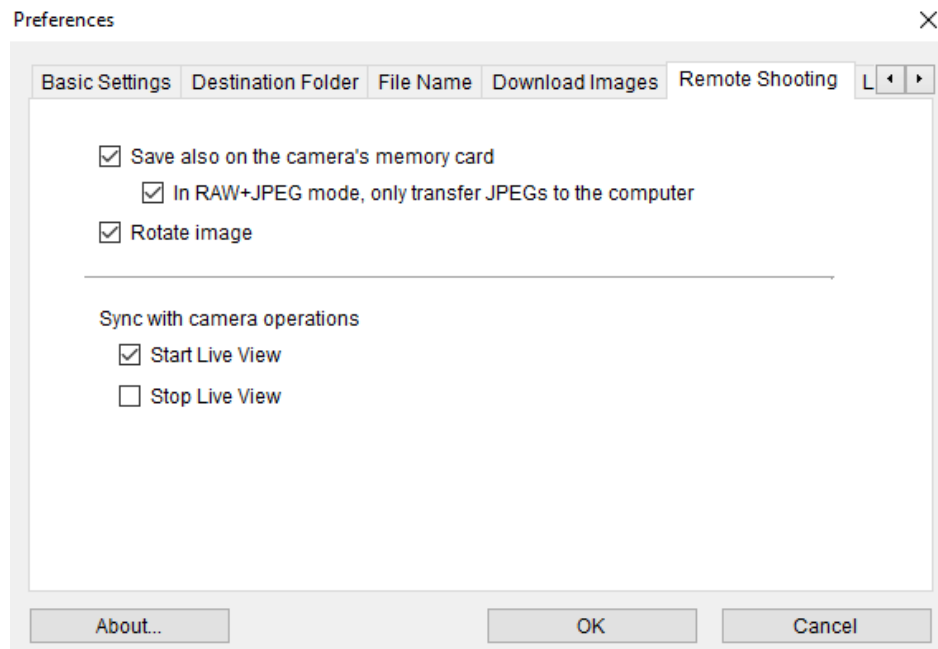 Preferences
Basic Settings Destination Folder File Name Download Images Remote Shooting L
Save also on the camera's memory card
In RAW+JPEG mode, only transfer JPEGs to the computer
Rotate image
Sync with camera operations
Start Live View
Stop Live View
About... OK Cancel